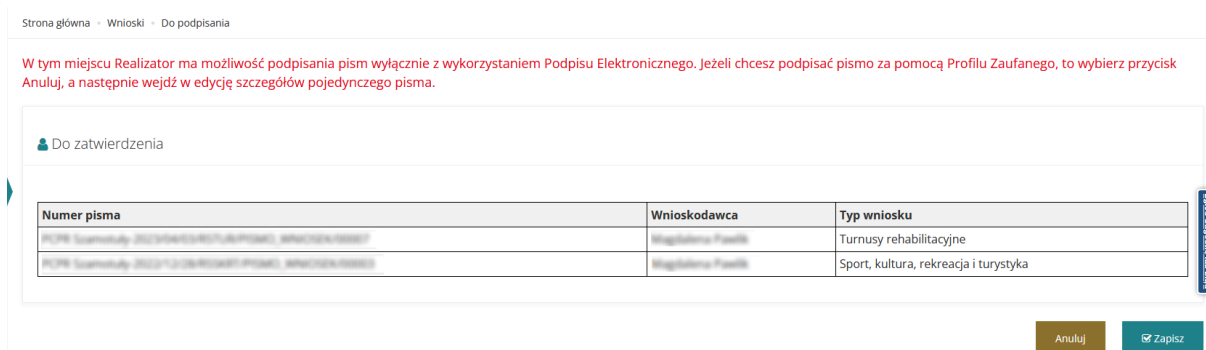 Strona główna Wnioski Do podpisania
W tym miejscu Realizator ma możliwość podpisania pism wyłącznie z wykorzystaniem Podpisu Elektronicznego. Jeżeli chcesz podpisać pismo za pomocą Profilu Zaufanego, to wybierz przycisk
Anuluj, a następnie wejdź w edycję szczegółów pojedynczego pisma.
Do zatwierdzenia
Numer pisma Wnioskodawca Typ wniosku
Turnusy rehabilitacyjne
Sport, kultura, rekreacja i turystyka
Anuluj Zapisz